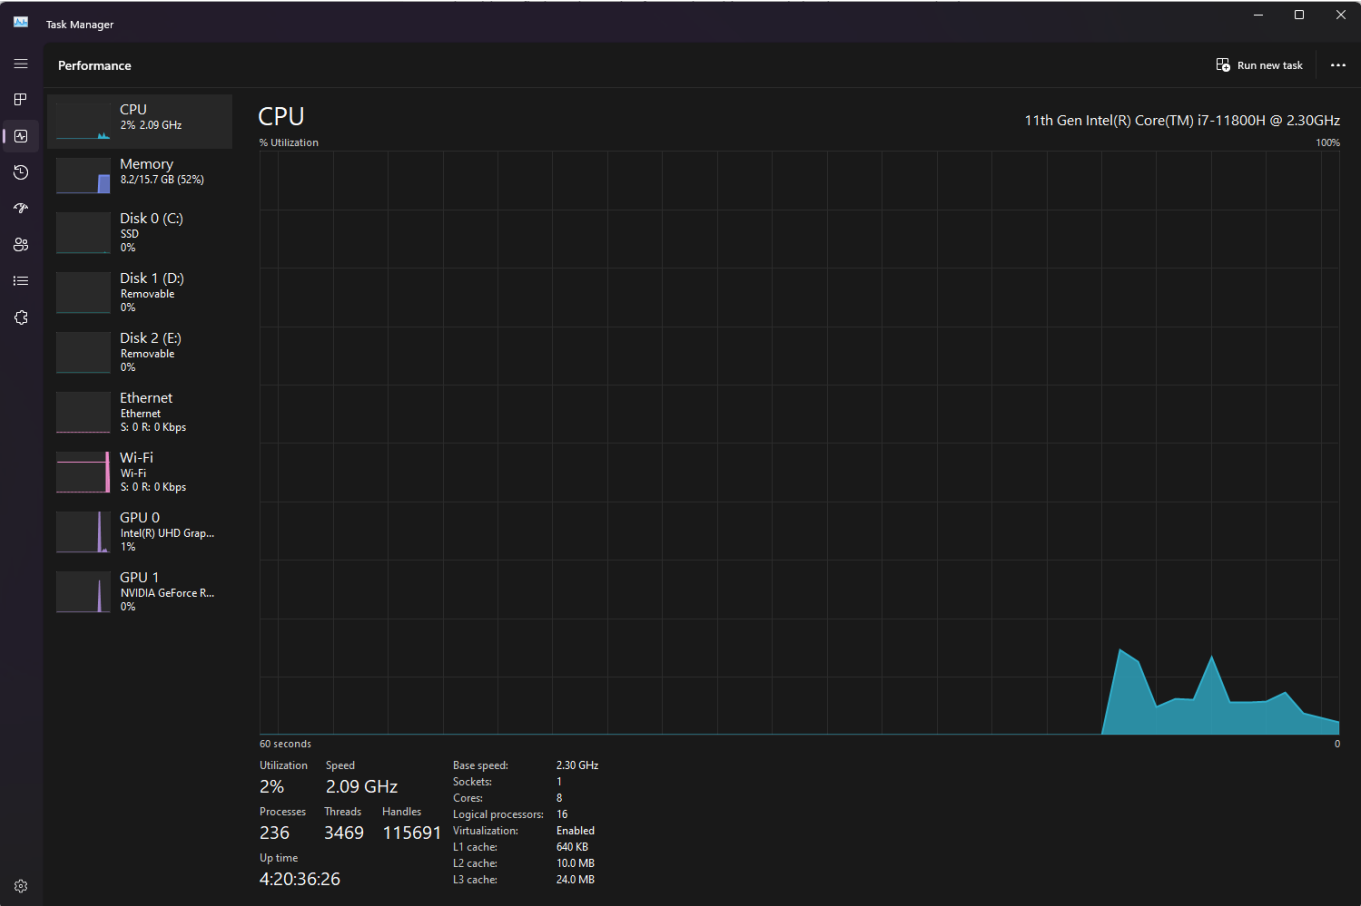 Task Manager
Performance
Run new task
CPU
2% 2.09 GHz
Memory
8.2/15.7 GB (52%)
Disk 0 (C:)
SSD
0%
Disk 1 (D:)
Removable
0%
Disk 2 (E:)
Removable
0%
Ethernet
Ethernet
S: 0 R: 0 Kbps
Wi-Fi
Wi-Fi
S: 0 R: 0 Kbps
GPU 0
Intel(R) UHD Grap...
1%
GPU 1
NVIDIA GeForce R...
0%
CPU
11th Gen Intel(R) Core(TM) i7-11800H @ 2.30GHz
% Utilization
100%
60 seconds
0
Utilization
2%
Speed
2.09 GHz
Processes
236
Threads
3469
Handles
115691
Up time
4:20:36:26
Base speed: 2.30 GHz
Sockets: 1
Cores: 8
Logical processors: 16
Virtualization: Enabled
L1 cache: 640 KB
L2 cache: 10.0 MB
L3 cache: 24.0 MB